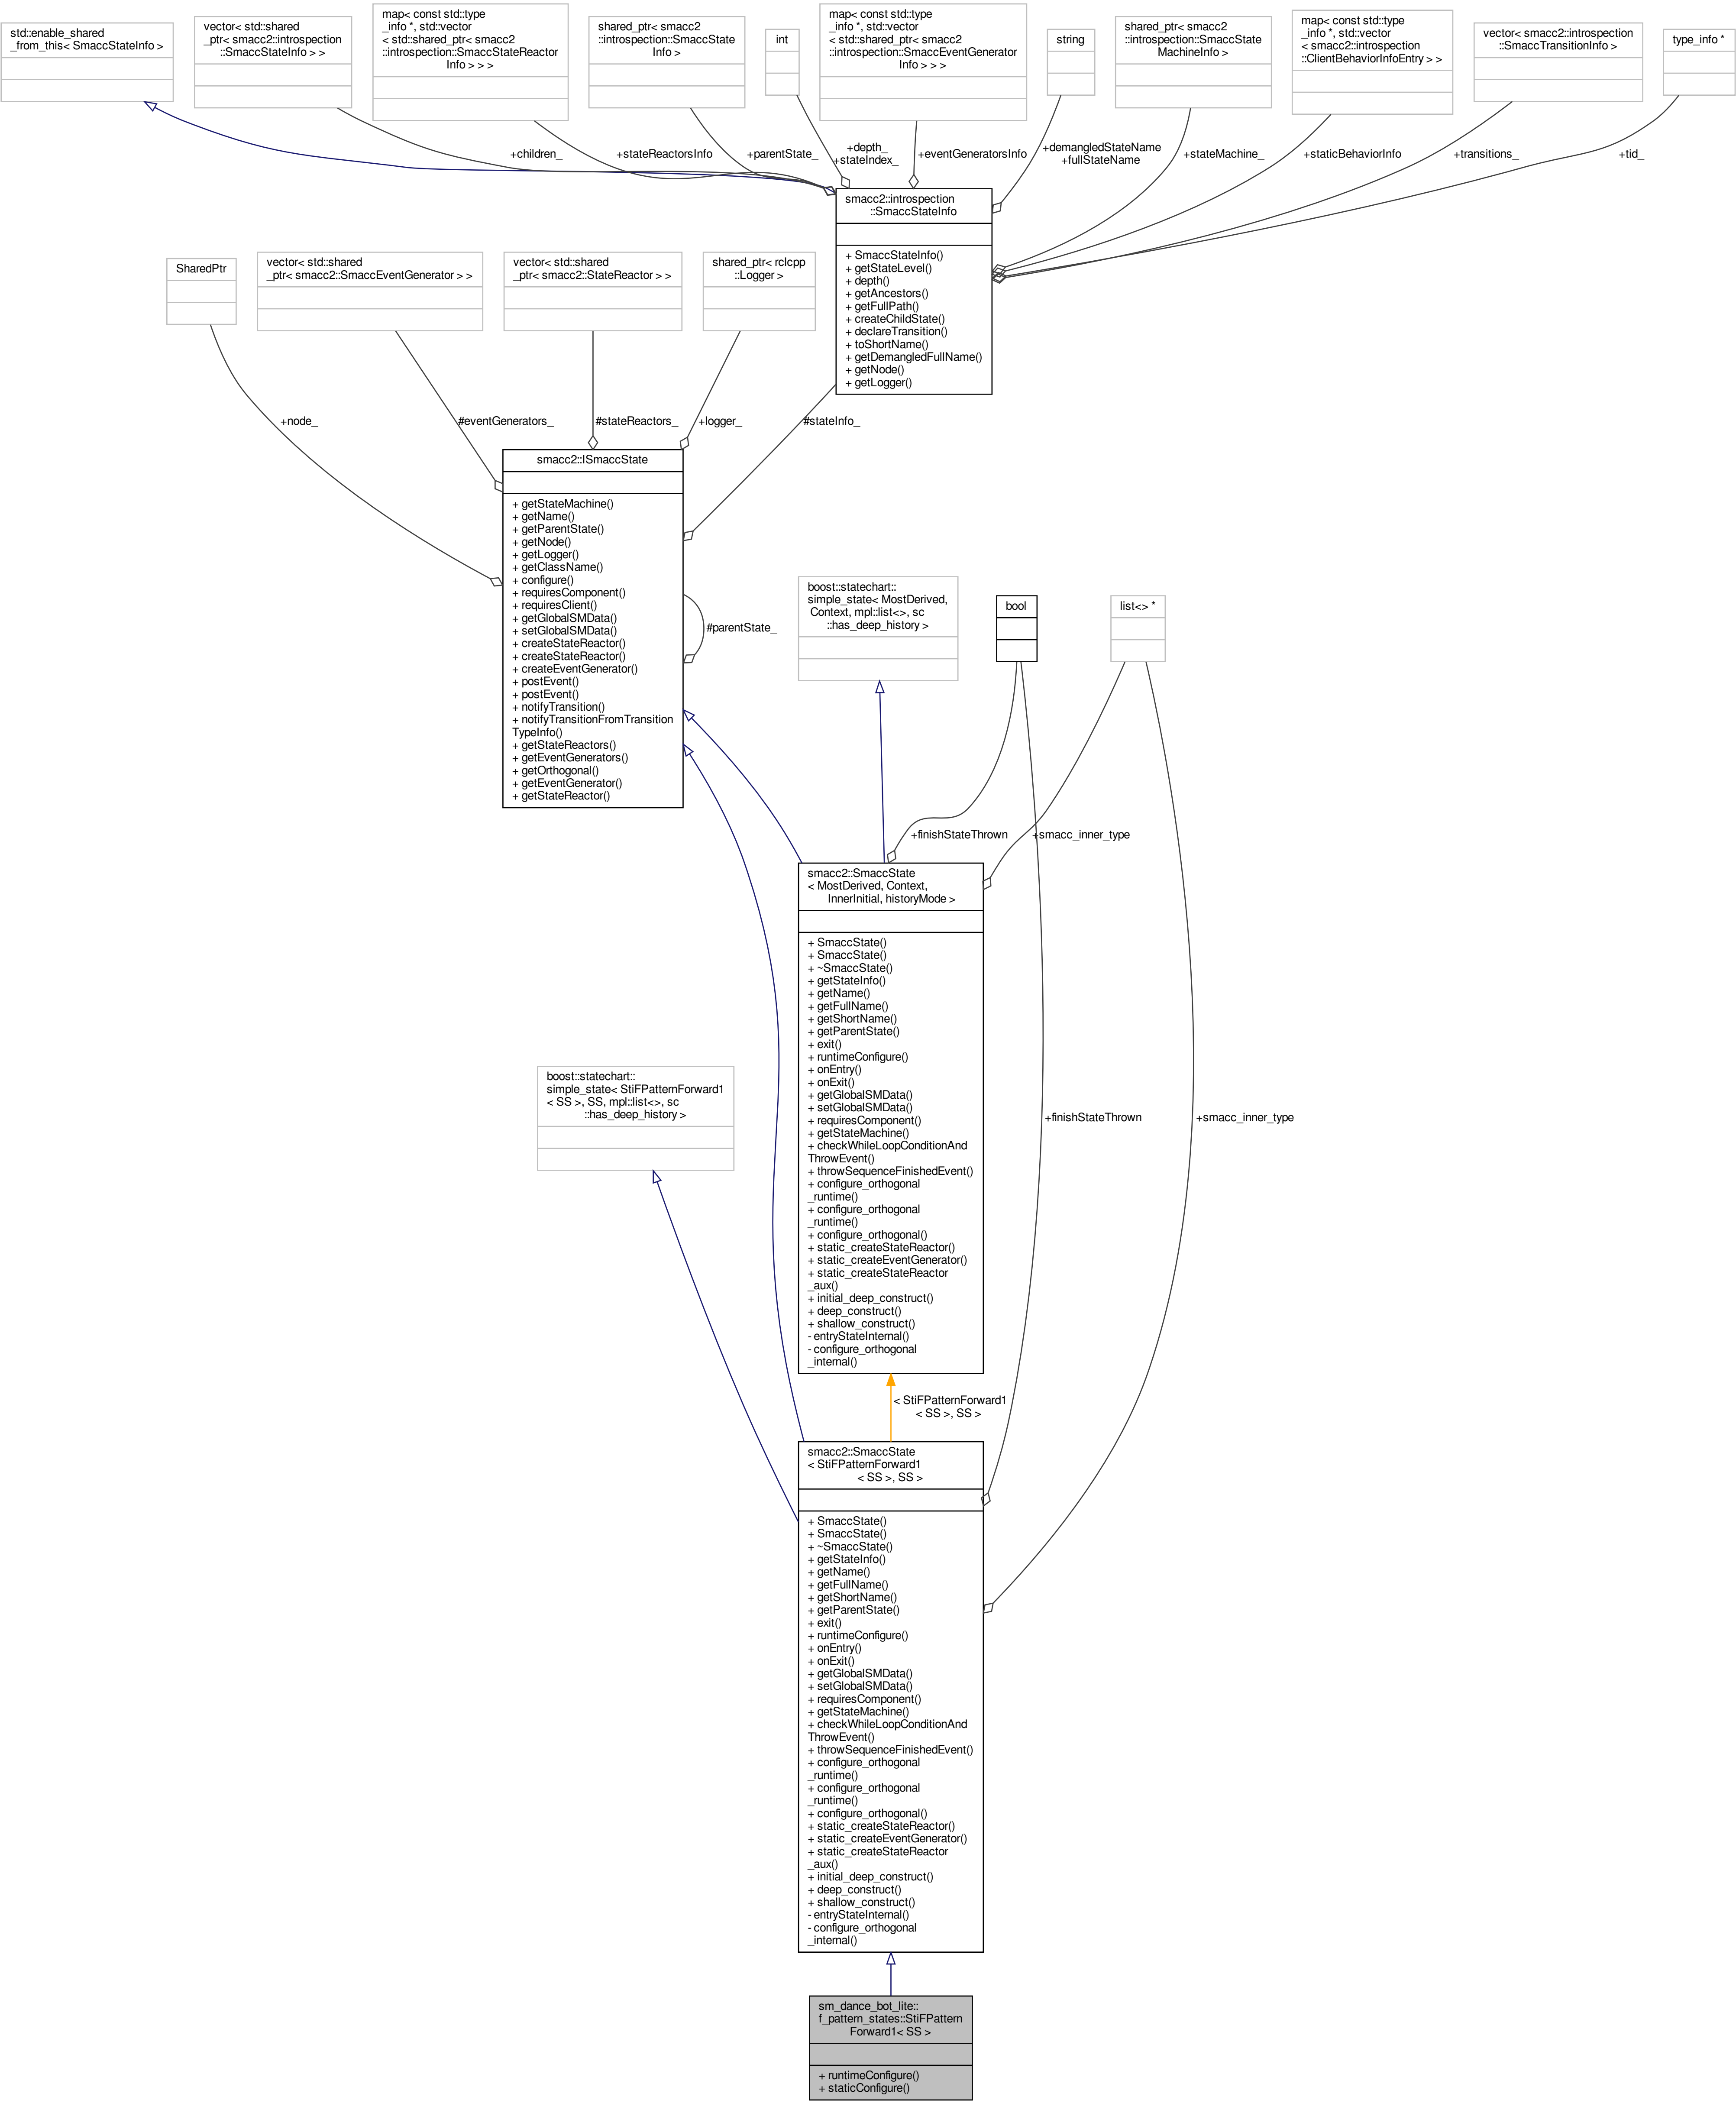 std::enable_shared
_from_this< SmaccStateInfo >
vector< std::shared
_ptr< smacc2::introspection
::SmaccStateInfo > >
map< const std::type
_info *, std::vector
< std::shared_ptr< smacc2
::introspection::SmaccStateReactor
Info > > >
shared_ptr< smacc2
::introspection::SmaccState
Info >
int
map< const std::type
_info *, std::vector
< std::shared_ptr< smacc2
::introspection::SmaccEventGenerator
Info > > >
string
shared_ptr< smacc2
::introspection::SmaccState
MachineInfo >
map< const std::type
_info *, std::vector
< smacc2::introspection
::ClientBehaviorInfoEntry > >
vector< smacc2::introspection
::SmaccTransitionInfo >
type_info *
+children_
+stateReactorsInfo
+parentState_
+depth_
+stateIndex_
+eventGeneratorsInfo
+demangledStateName
+fullStateName
+stateMachine_
+staticBehaviorInfo
+transitions_
+tid_
smacc2::introspection
::SmaccStateInfo
+ SmaccStateInfo()
+ getStateLevel()
+ depth()
+ getAncestors()
+ getFullPath()
+ createChildState()
+ declareTransition()
+ toShortName()
+ getDemangledFullName()
+ getNode()
+ getLogger()
SharedPtr
vector< std::shared
_ptr< smacc2::SmaccEventGenerator > >
vector< std::shared
_ptr< smacc2::StateReactor > >
shared_ptr< rclcpp
::Logger >
+node_
#eventGenerators_
#stateReactors_
+logger_
#stateInfo_
smacc2::ISmaccState
+ getStateMachine()
+ getName()
+ getParentState()
+ getNode()
+ getLogger()
+ getClassName()
+ configure()
+ requiresComponent()
+ requiresClient()
+ getGlobalSMData()
+ setGlobalSMData()
+ createStateReactor()
+ createStateReactor()
+ createEventGenerator()
+ postEvent()
+ postEvent()
+ notifyTransition()
+ notifyTransitionFromTransition
TypeInfo()
+ getStateReactors()
+ getEventGenerators()
+ getOrthogonal()
+ getEventGenerator()
+ getStateReactor()
#parentState_
boost::statechart::
simple_state< MostDerived,
Context, mpl::list<>, sc
::has_deep_history >
bool
list<> *
+finishStateThrown
+smacc_inner_type
smacc2::SmaccState
< MostDerived, Context,
InnerInitial, historyMode >
+ SmaccState()
+ SmaccState()
+ ~SmaccState()
+ getStateInfo()
+ getName()
+ getFullName()
+ getShortName()
+ getParentState()
+ exit()
+ runtimeConfigure()
+ onEntry()
+ onExit()
+ getGlobalSMData()
+ setGlobalSMData()
+ requiresComponent()
+ getStateMachine()
+ checkWhileLoopConditionAnd
ThrowEvent()
+ throwSequenceFinishedEvent()
+ configure_orthogonal
_runtime()
+ configure_orthogonal
_runtime()
+ configure_orthogonal()
+ static_createStateReactor()
+ static_createEventGenerator()
+ static_createStateReactor
_aux()
+ initial_deep_construct()
+ deep_construct()
+ shallow_construct()
- entryStateInternal()
- configure_orthogonal
_internal()
boost::statechart::
simple_state< StiFPatternForward1
< SS >, SS, mpl::list<>, sc
::has_deep_history >
+finishStateThrown
+smacc_inner_type
< StiFPatternForward1
< SS >, SS >
smacc2::SmaccState
< StiFPatternForward1
< SS >, SS >
+ SmaccState()
+ SmaccState()
+ ~SmaccState()
+ getStateInfo()
+ getName()
+ getFullName()
+ getShortName()
+ getParentState()
+ exit()
+ runtimeConfigure()
+ onEntry()
+ onExit()
+ getGlobalSMData()
+ setGlobalSMData()
+ requiresComponent()
+ getStateMachine()
+ checkWhileLoopConditionAnd
ThrowEvent()
+ throwSequenceFinishedEvent()
+ configure_orthogonal
_runtime()
+ configure_orthogonal
_runtime()
+ configure_orthogonal()
+ static_createStateReactor()
+ static_createEventGenerator()
+ static_createStateReactor
_aux()
+ initial_deep_construct()
+ deep_construct()
+ shallow_construct()
- entryStateInternal()
- configure_orthogonal
_internal()
sm_dance_bot_lite::
f_pattern_states::StiFPattern
Forward1< SS >
+ runtimeConfigure()
+ staticConfigure()